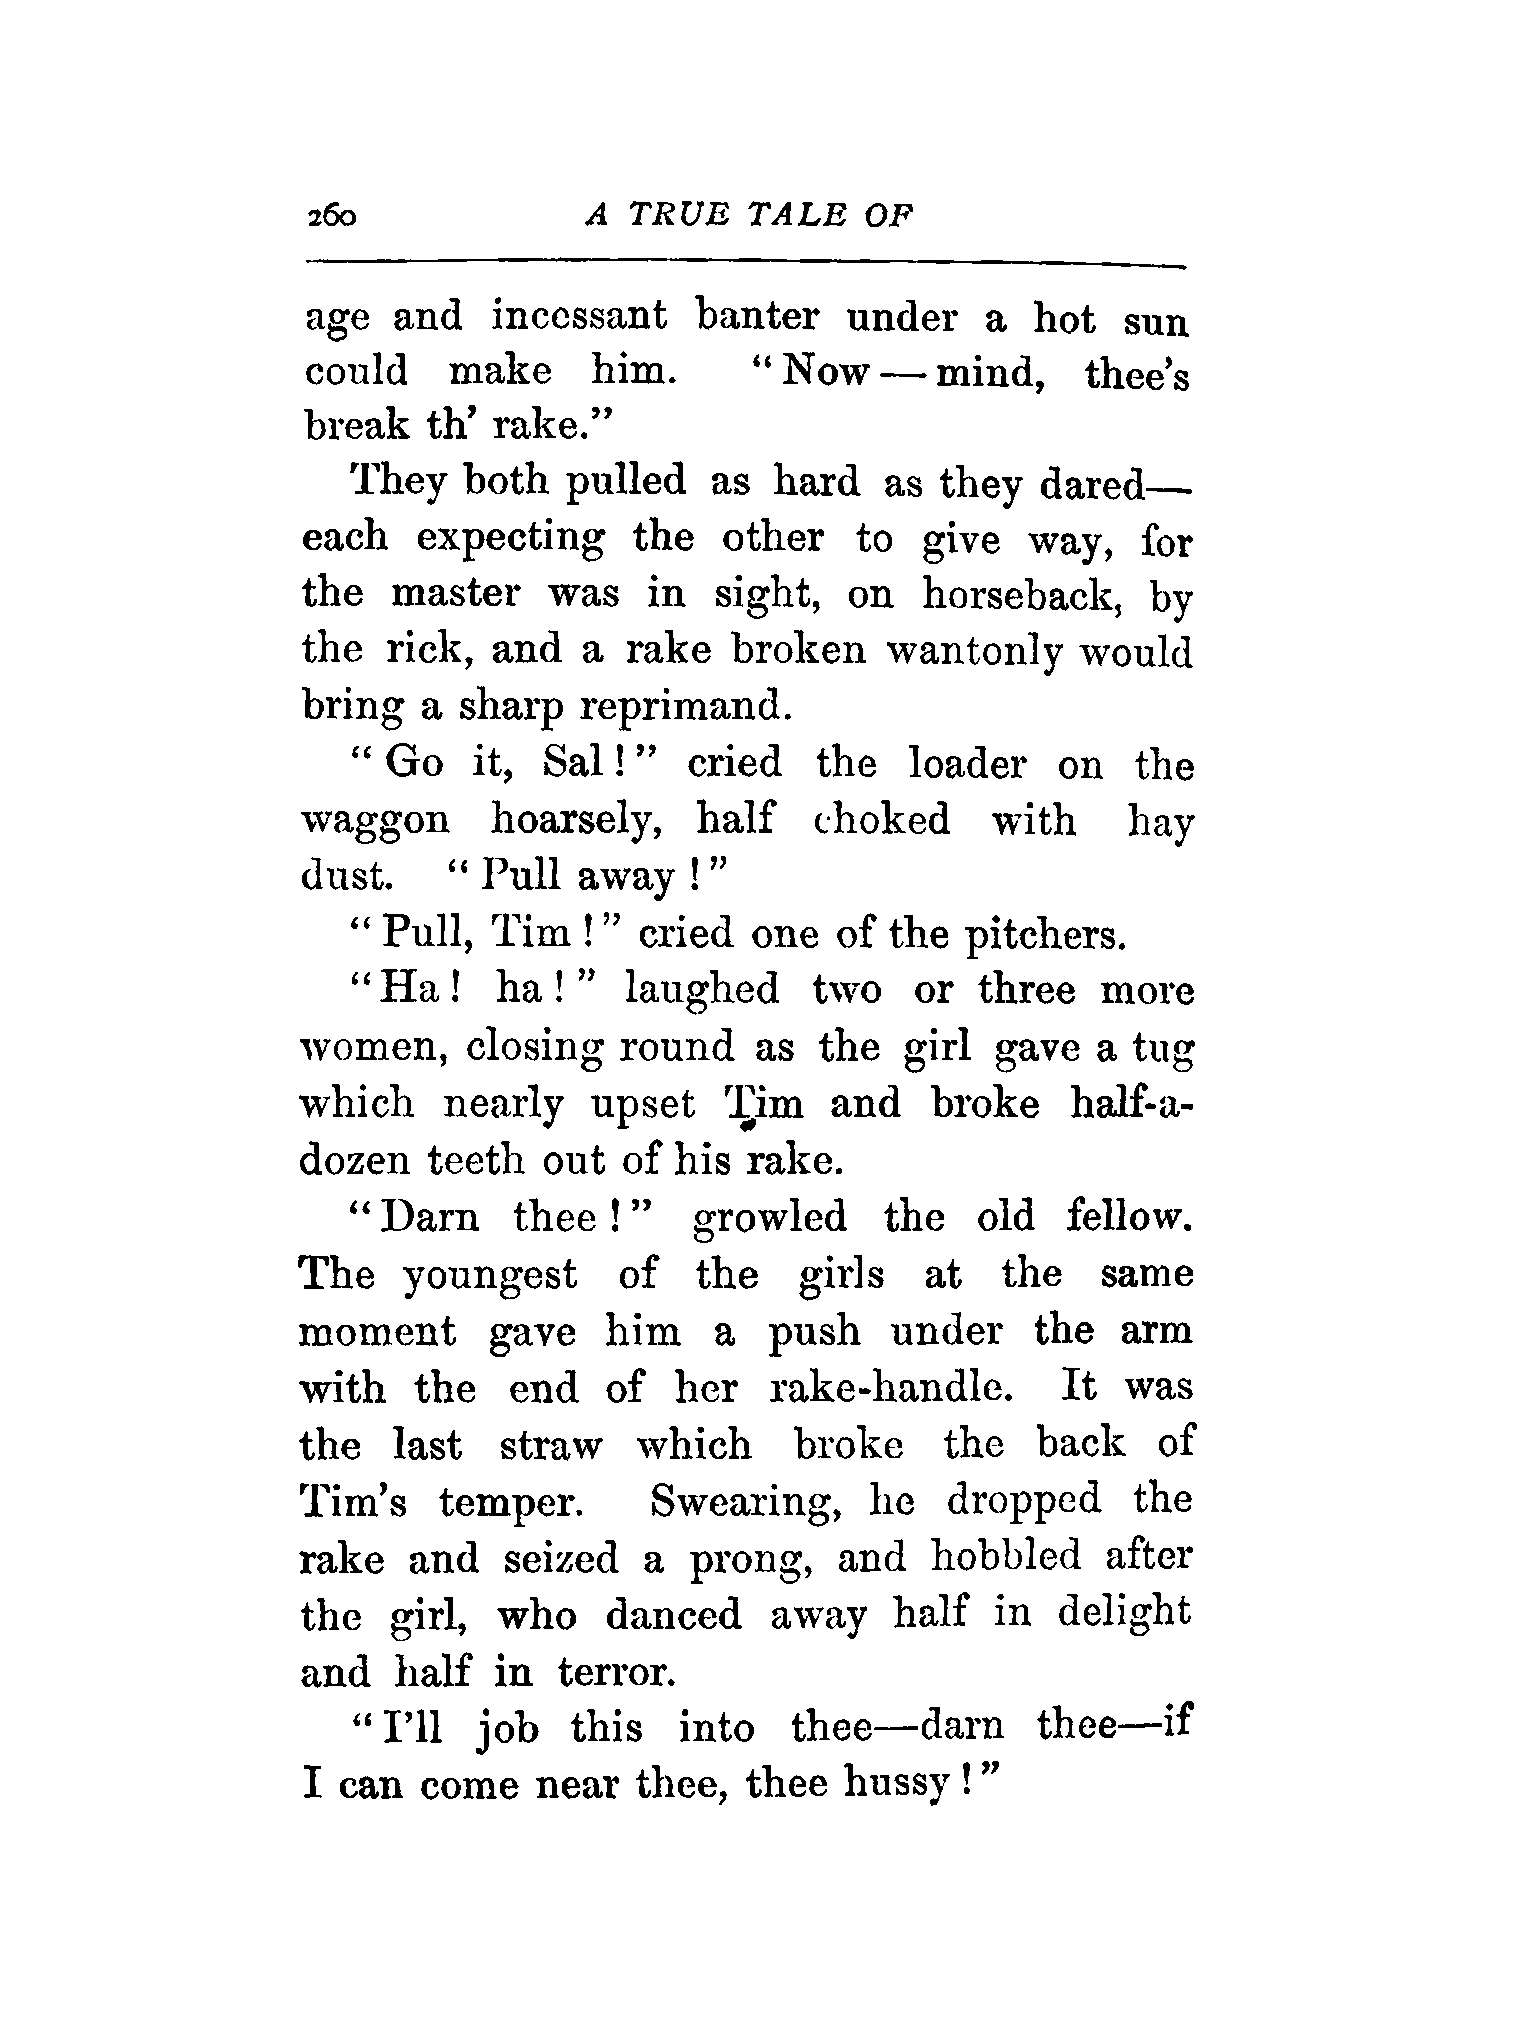 260 A TRUE TALE OF
age and incessant banter under a hot sun
could make him. "Now—mind, thee's
break th' rake."
They both pulled as hard as they dared—
each expecting the other to give way, for
the master was in sight, on horseback, by
the rick, and a rake broken wantonly would
bring a sharp reprimand.
"Go it, Sal!" cried the loader on the
waggon hoarsely, half choked with hay
dust. "Pull away!"
"Pull, Tim!" cried one of the pitchers.
"Ha! ha!" laughed two or three more
women, closing round as the girl gave a tug
which nearly upset Tim and broke half-a-
dozen teeth out of his rake.
"Darn thee!" growled the old fellow.
The youngest of the girls at the same
moment gave him a push under the arm
with the end of her rake-handle. It was
the last straw which broke the back of
Tim's temper. Swearing, he dropped the
rake and seized a prong, and hobbled after
the girl, who danced away half in delight
and half in terror.
"I'll job this into thee—darn thee—if
I can come near thee, thee hussy!"